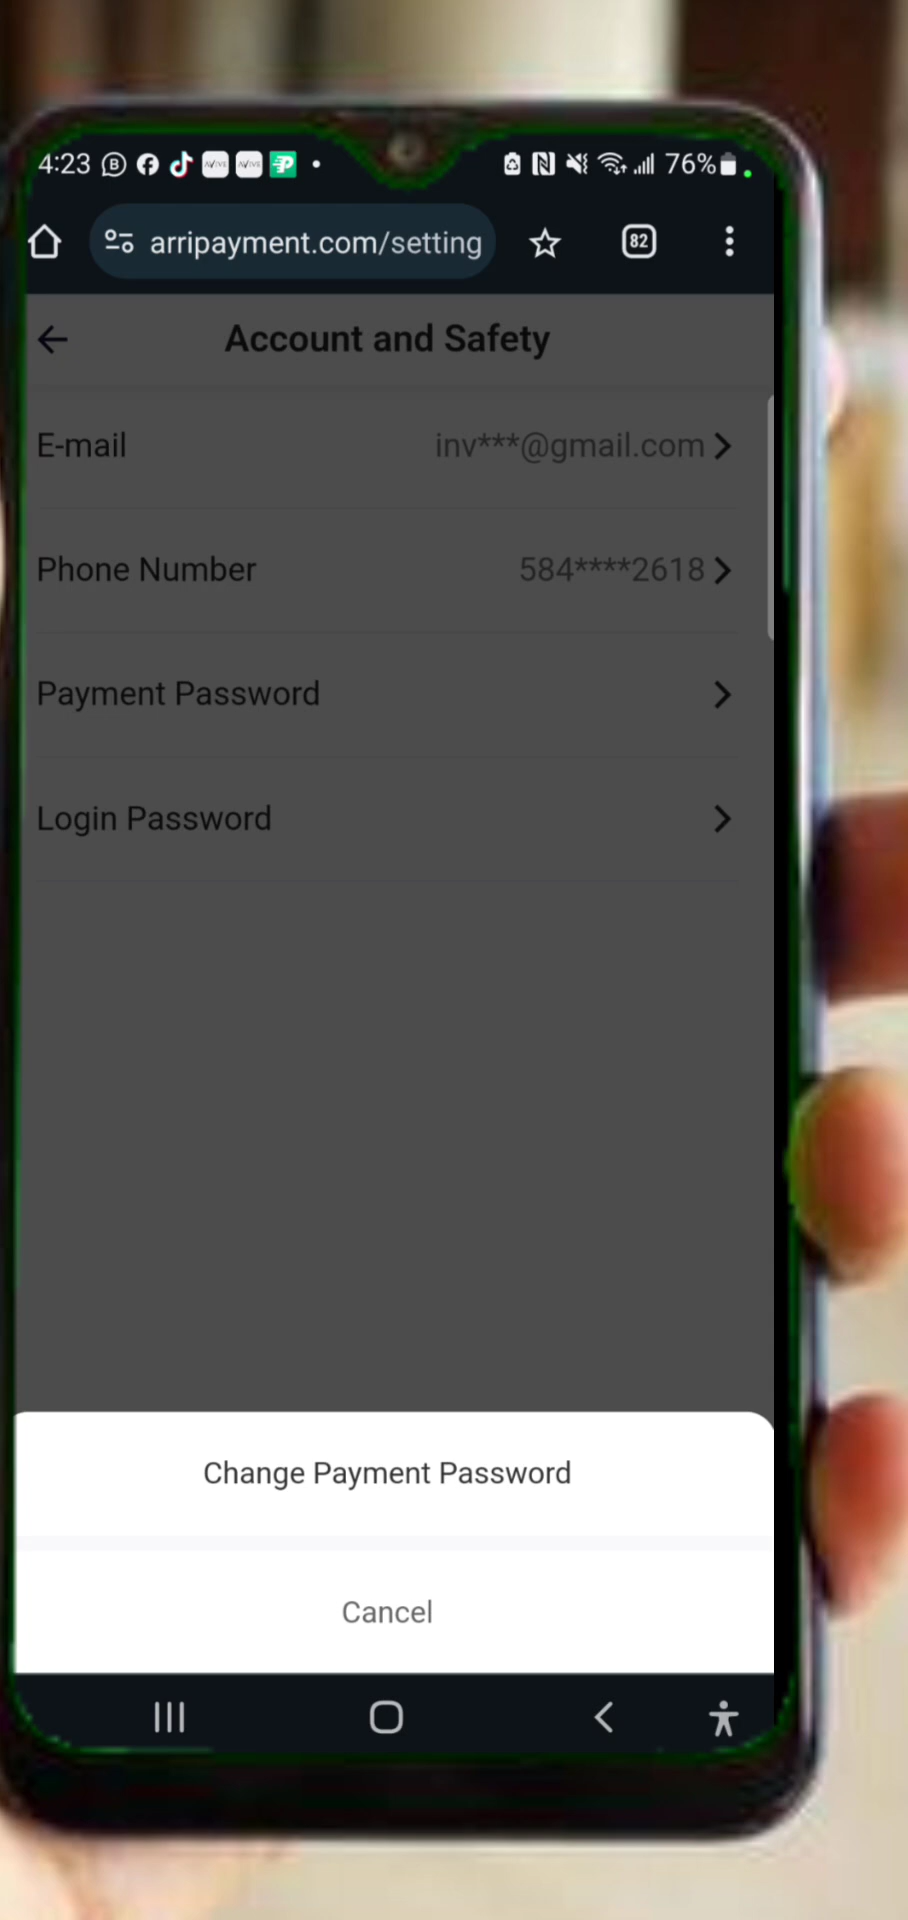 4:23 76%
arripayment.com/setting 82
Account and Safety
E-mail inv***@gmail.com
Phone Number 584****2618
Payment Password
Login Password
Change Payment Password
Cancel